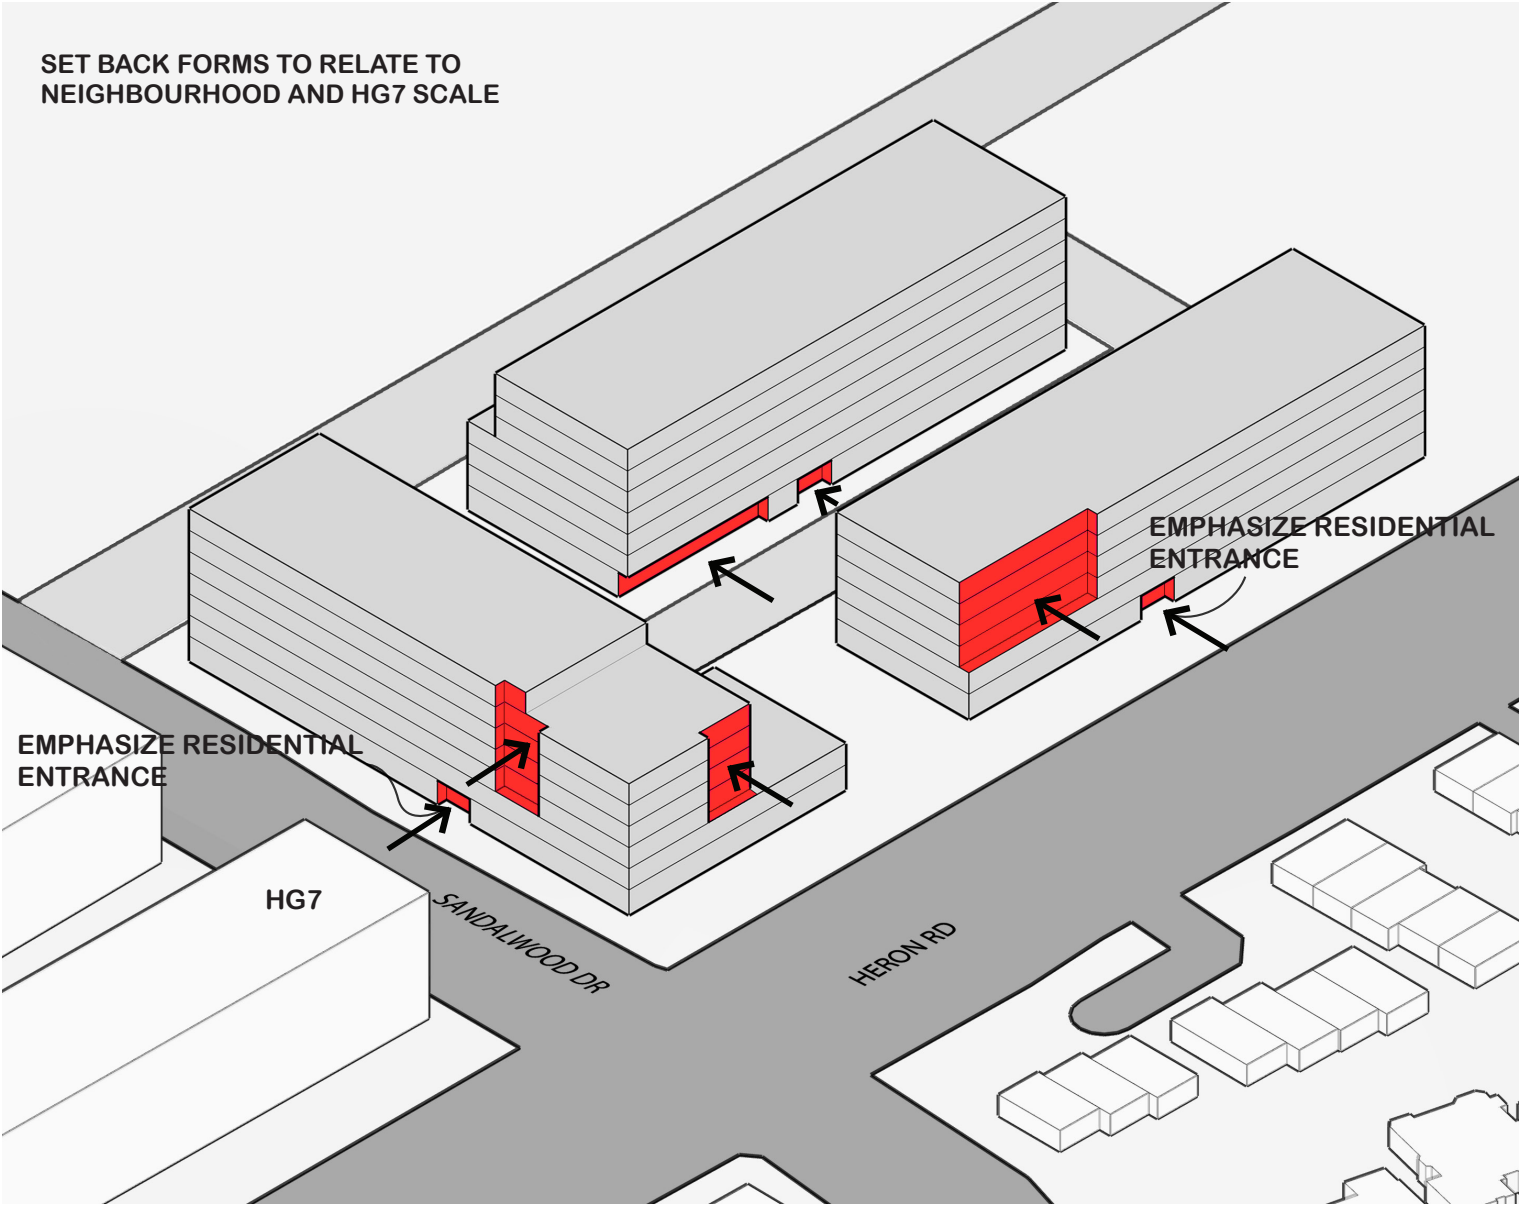 SET BACK FORMS TO RELATE TO
NEIGHBOURHOOD AND HG7 SCALE
EMPHASIZE RESIDENTIAL
ENTRANCE
EMPHASIZE RESIDENTIAL
ENTRANCE
HG7
SANDALWOOD DR
HERON RD